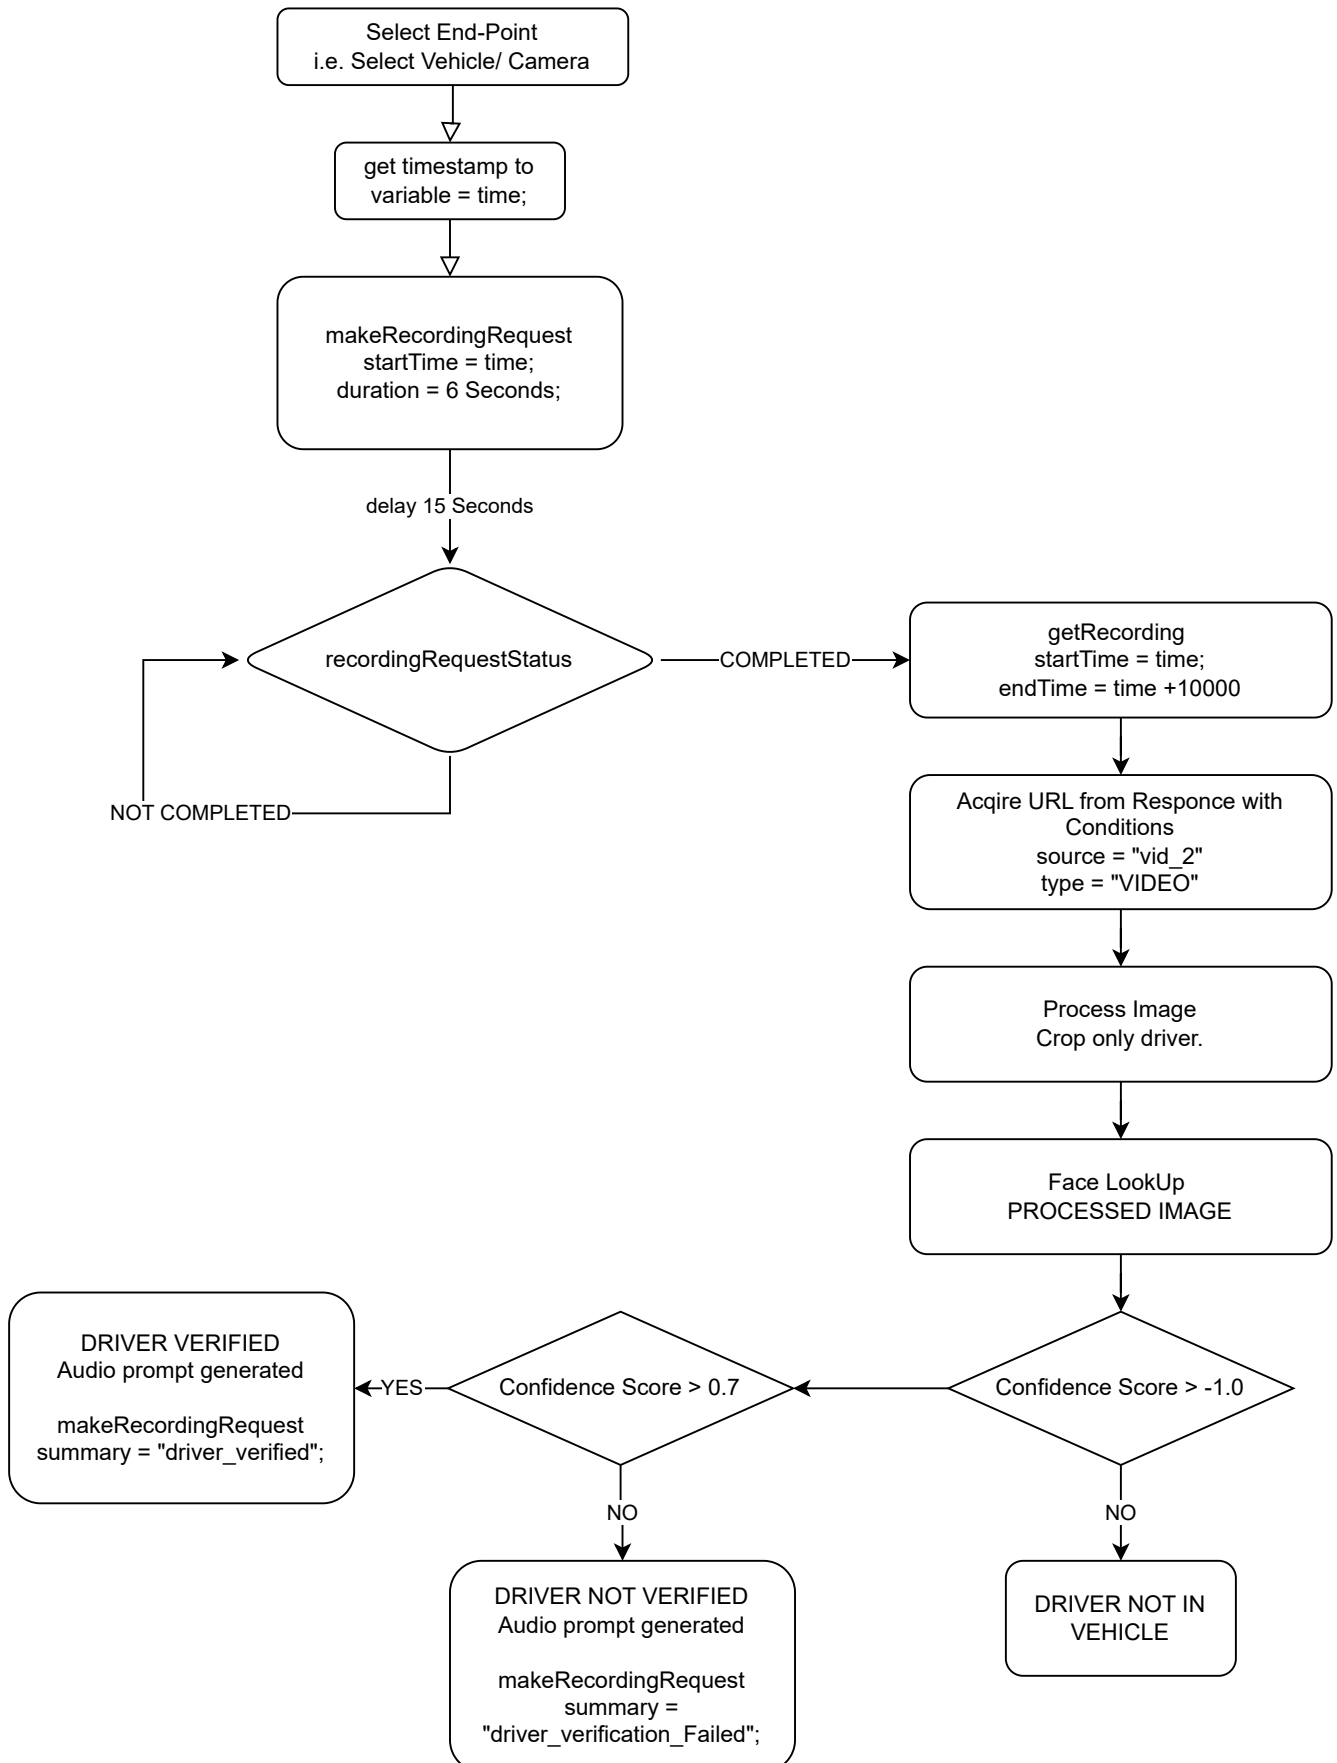 Select End-Point
i.e. Select Vehicle/ Camera
get timestamp to
variable = time;
makeRecordingRequest
startTime = time;
duration = 6 Seconds;
delay 15 Seconds
recordingRequestStatus
NOT COMPLETED
COMPLETED
getRecording
startTime = time;
endTime = time +10000
Acqire URL from Responce with
Conditions
source = "vid_2"
type = "VIDEO"
Process Image
Crop only driver.
Face LookUp
PROCESSED IMAGE
Confidence Score > -1.0
NO
DRIVER NOT IN
VEHICLE
Confidence Score > 0.7
YES
DRIVER VERIFIED
Audio prompt generated
makeRecordingRequest
summary = "driver_verified";
NO
DRIVER NOT VERIFIED
Audio prompt generated
makeRecordingRequest
summary =
"driver_verification_Failed";